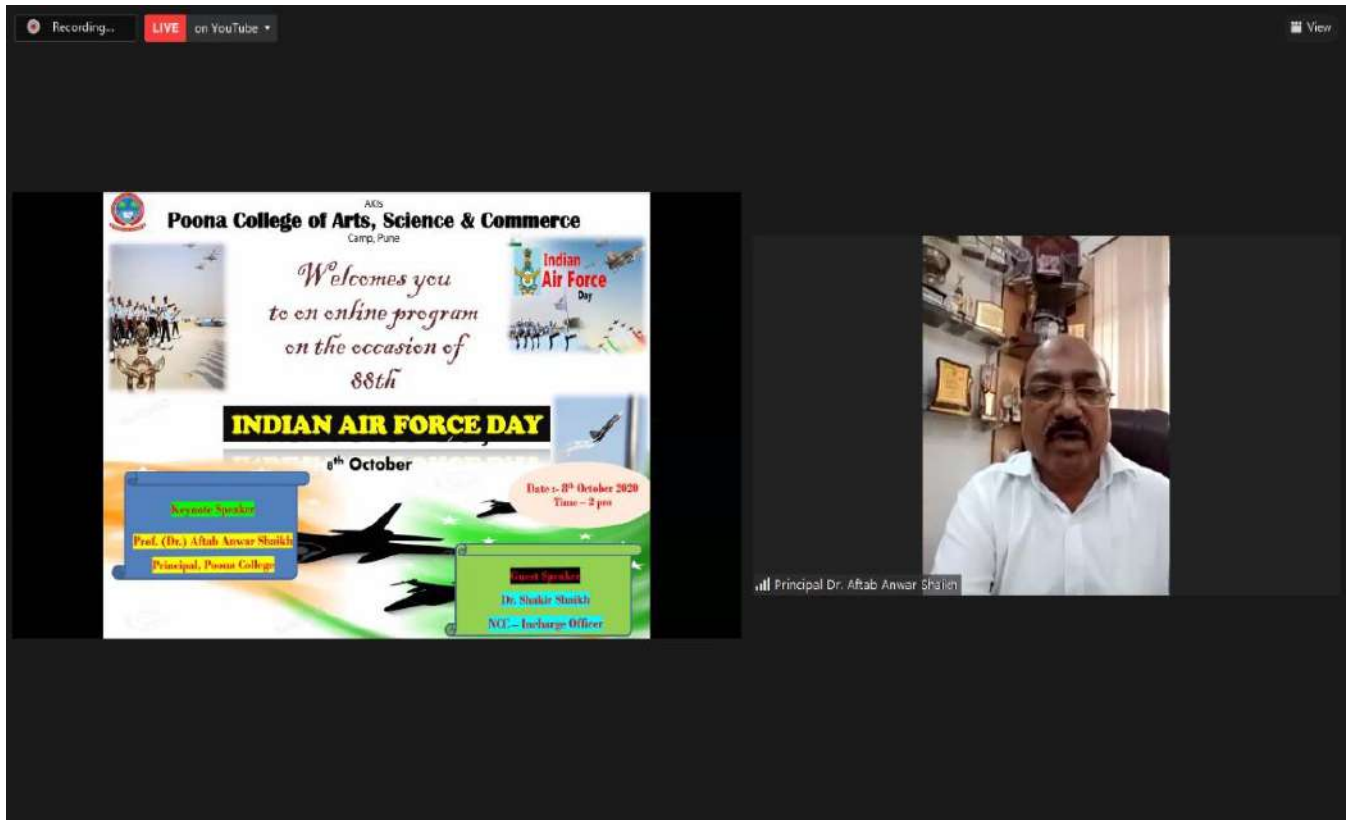 Recording...
LIVE on YouTube
View
AKIs
Poona College of Arts, Science & Commerce
Camp, Pune
Welcomes you
to on online program
on the occasion of
88th
Indian
Air Force
Day
INDIAN AIR FORCE DAY
8th October
Date :- 8th October 2020
Time – 2 pm
Keynote Speaker
Prof. (Dr.) Aftab Anwar Shaikh
Principal, Poona College
Guest Speaker
Dr. Shakir Shaikh
NCC – Incharge Officer
Principal Dr. Aftab Anwar Shaikh